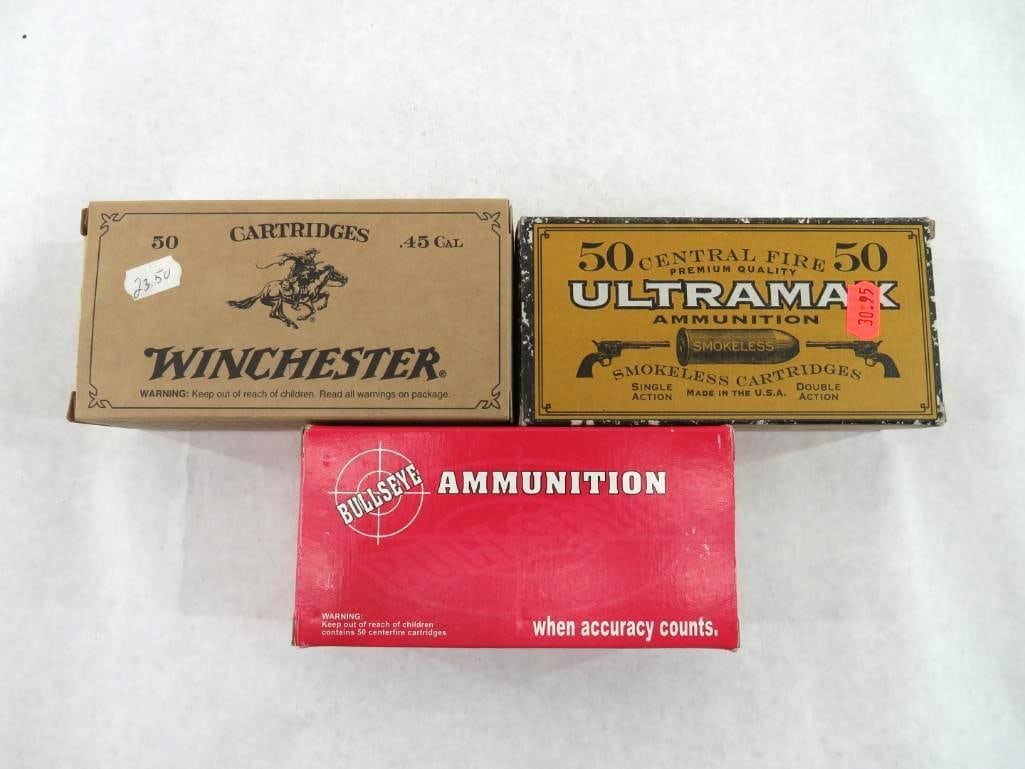 50 CARTRIDGES .45 CAL
23.50
®
WINCHESTER®
WARNING: Keep out of reach of children. Read all warnings on package.
50 CENTRAL FIRE 50
PREMIUM QUALITY
ULTRAMAX
30.95
AMMUNITION
SMOKELESS
SMOKELESS CARTRIDGES
SINGLE ACTION
MADE IN THE U.S.A.
DOUBLE ACTION
BULLSEYE
AMMUNITION
WARNING:
Keep out of reach of children
contains 50 centerfire cartridges
when accuracy counts.